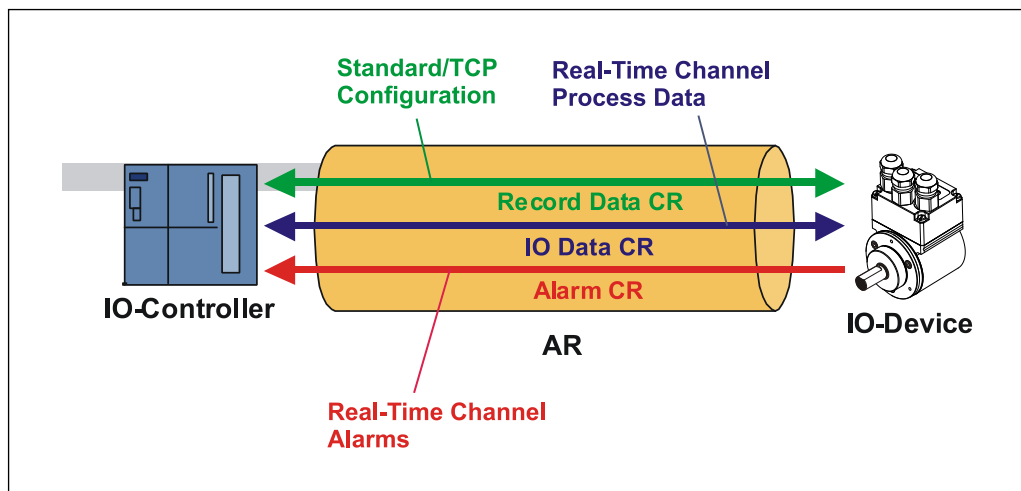 Standard/TCP
Configuration
Real-Time Channel
Process Data
Record Data CR
IO Data CR
Alarm CR
IO-Controller
IO-Device
AR
Real-Time Channel
Alarms